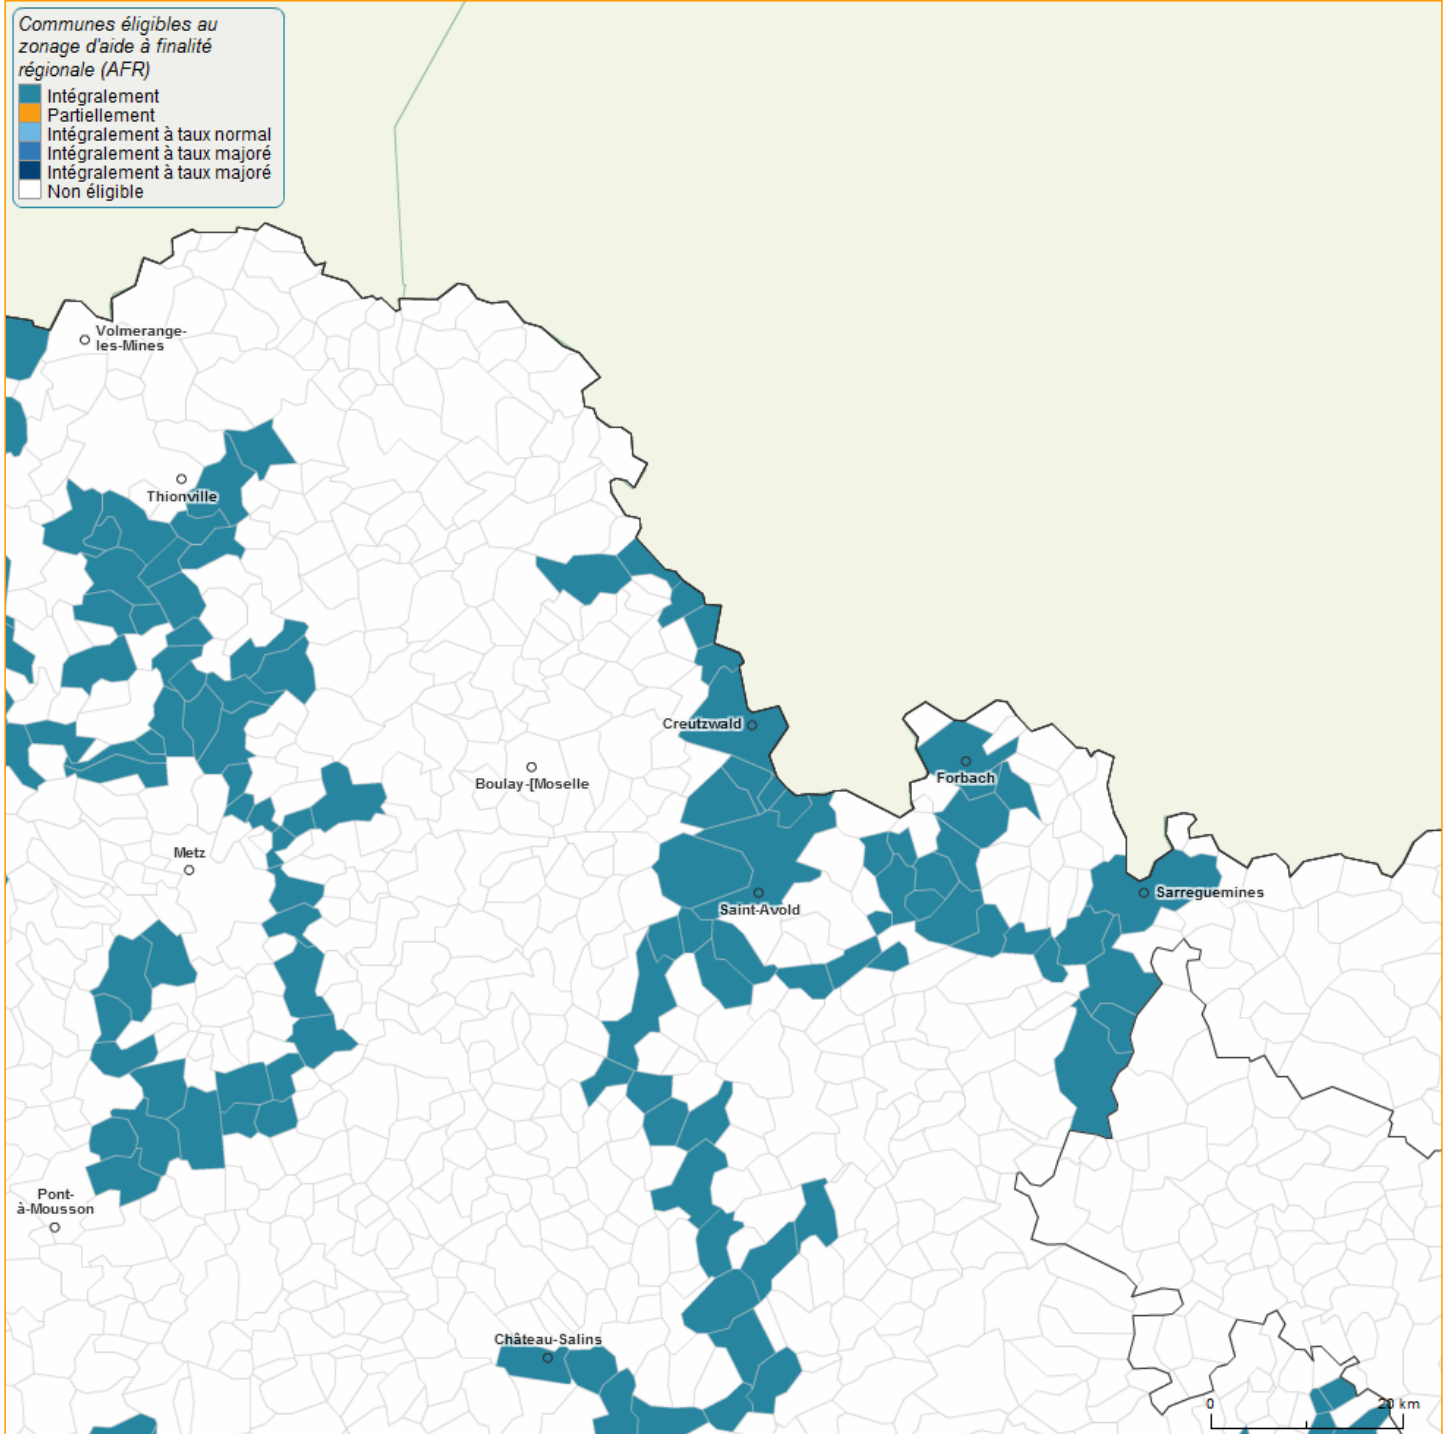 Communes éligibles au
zonage d'aide à finalité
régionale (AFR)
Intégralement
Partiellement
Intégralement à taux normal
Intégralement à taux majoré
Intégralement à taux majoré
Non éligible
Volmerange-
les-Mines
Thionville
Creutzwald
Boulay-[Moselle
Forbach
Metz
Sarreguemines
Saint-Avold
Pont-
à-Mousson
Château-Salins
0
20 km